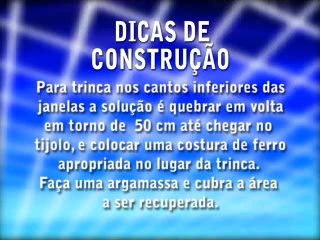 DICAS DE
CONSTRUÇÃO
Para trinca nos cantos inferiores das
janelas a solução é quebrar em volta
em torno de 50 cm até chegar no
tijolo, e colocar uma costura de ferro
apropriada no lugar da trinca.
Faça uma argamassa e cubra a área
a ser recuperada.